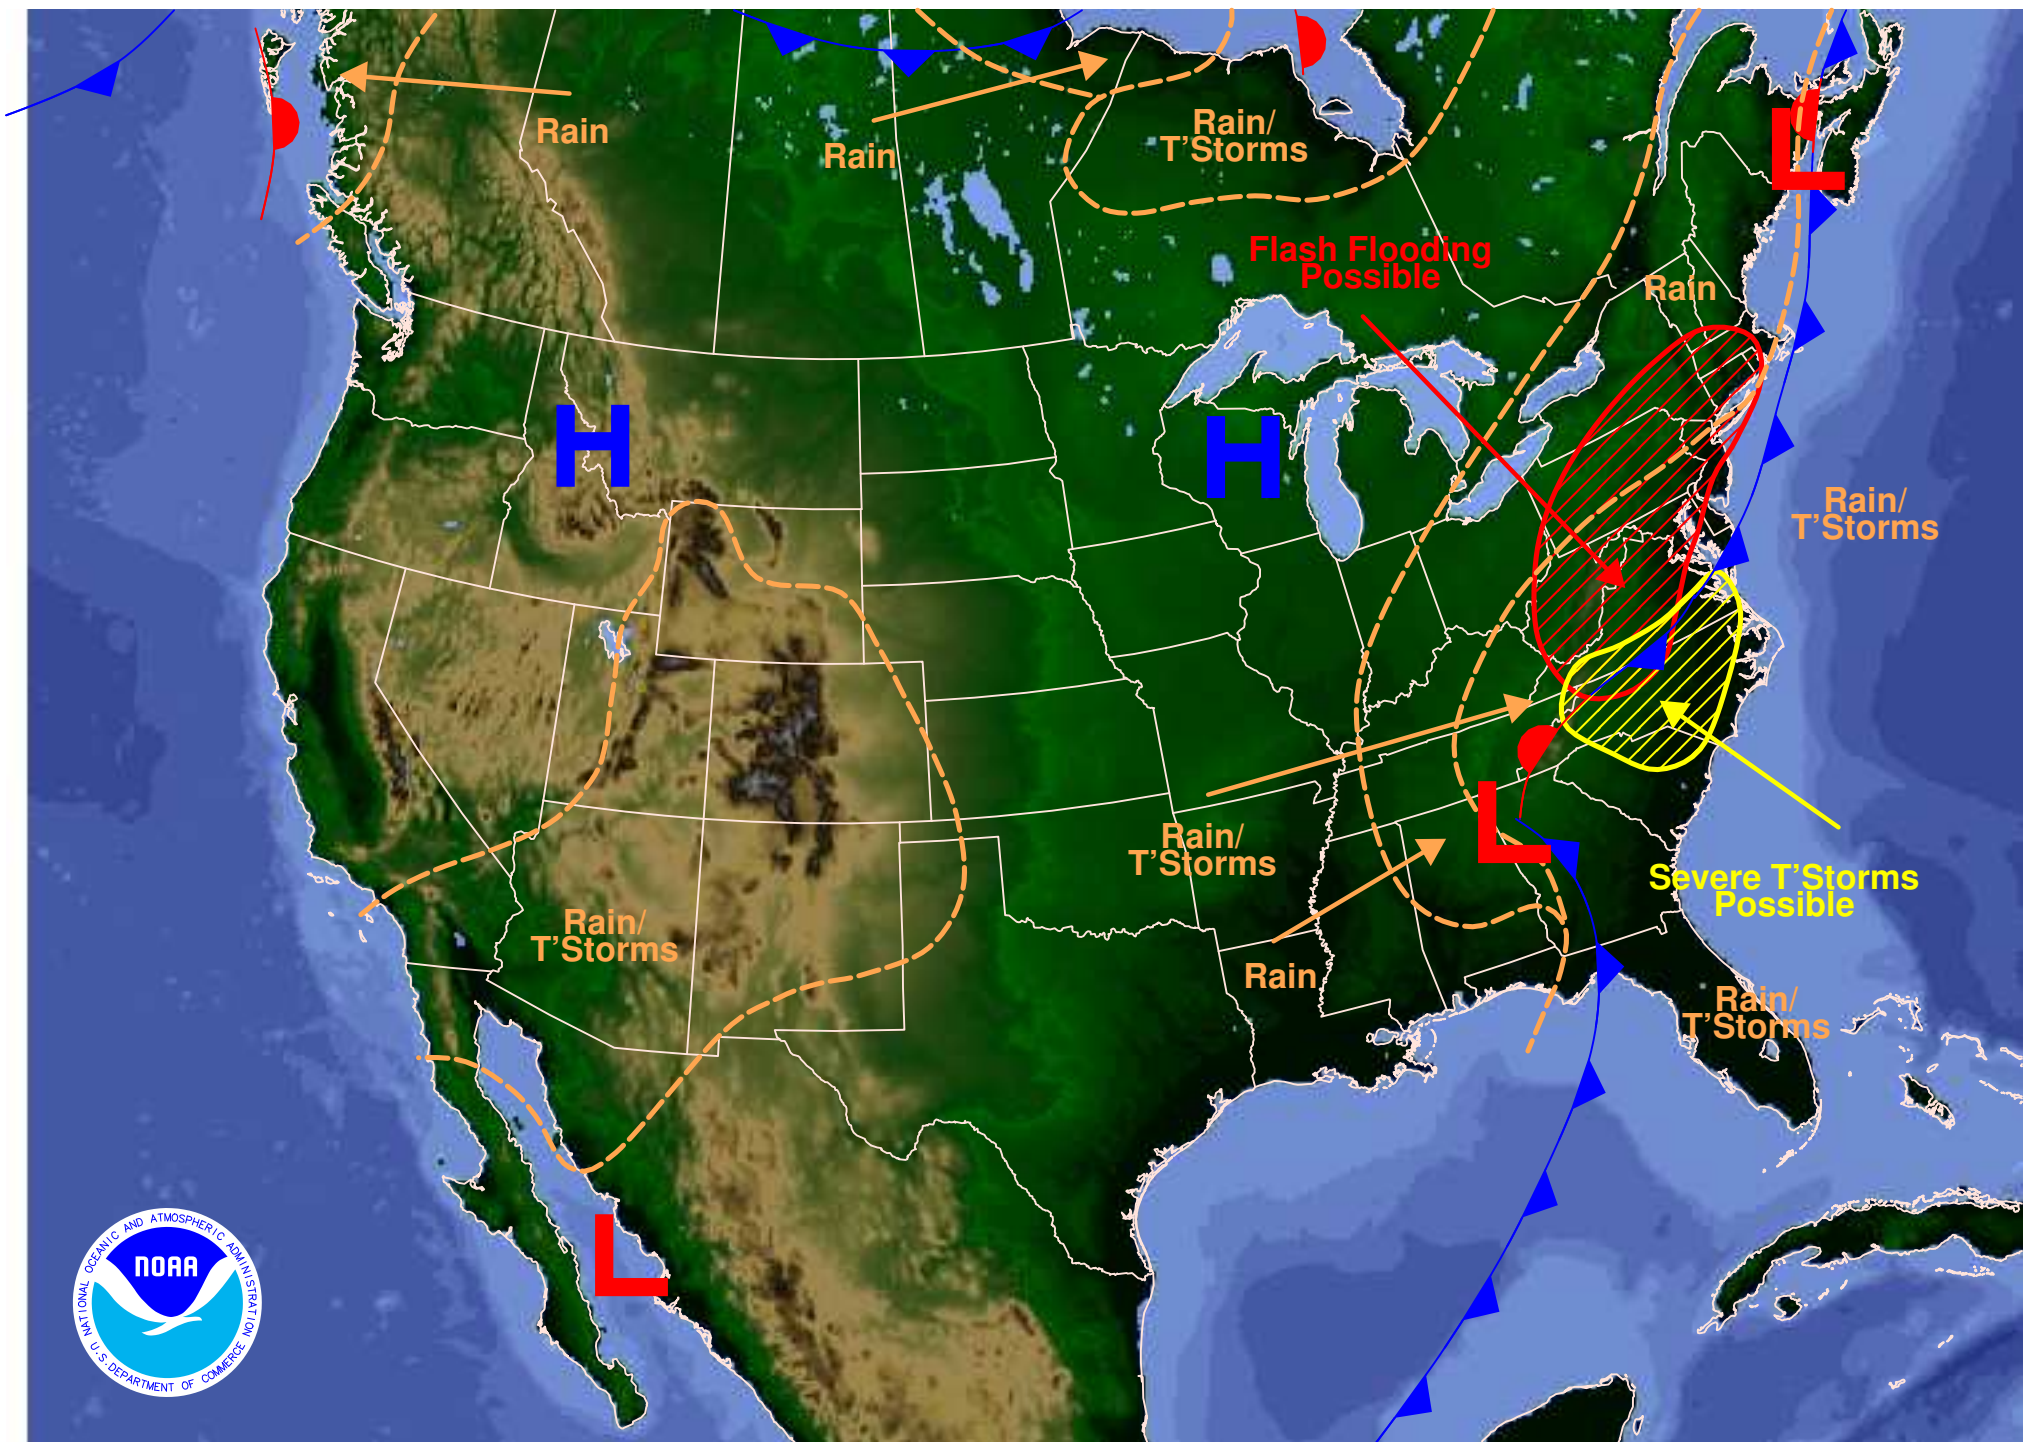 Rain
Rain
Rain/
T'Storms
L
Flash Flooding
Possible
Rain
H
H
Rain/
T'Storms
L
Rain/
T'Storms
Severe T'Storms
Possible
Rain/
T'Storms
Rain
Rain/
T'Storms
L
NATIONAL OCEANIC AND ATMOSPHERIC ADMINISTRATION
NOAA
U.S. DEPARTMENT OF COMMERCE